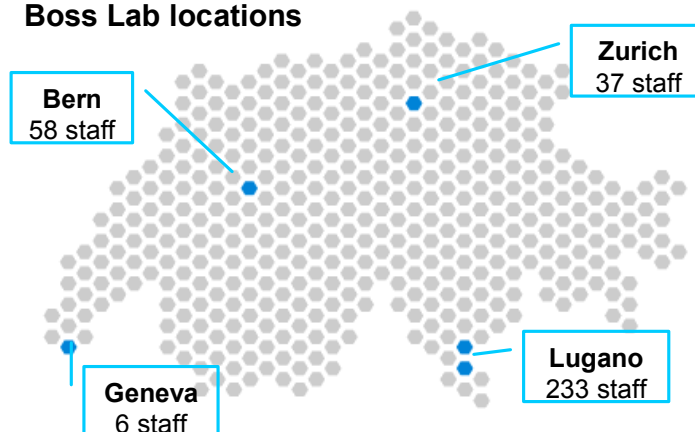 Boss Lab locations
Zurich
37 staff
Bern
58 staff
Lugano
233 staff
Geneva
6 staff